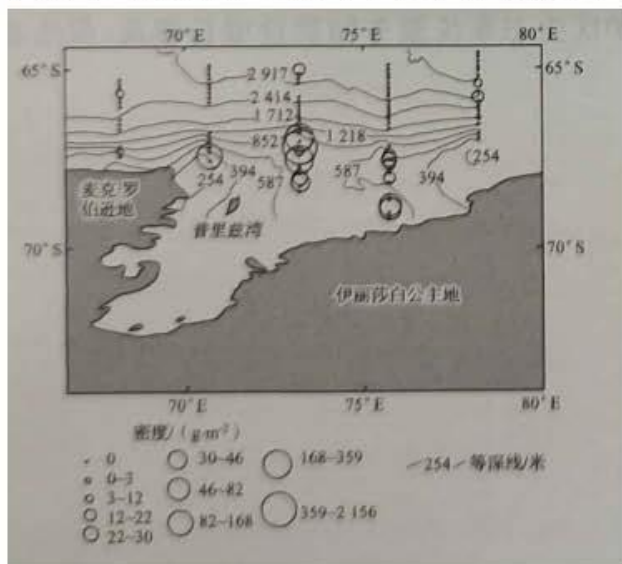 70°E 75°E 80°E
65°S 65°S
2 917
2 414
1 712
1 218
852
254 394 587 587 394 254
麦克·罗
伯逊地
普里兹湾
70°S 70°S
伊丽莎白公主地
70°E 75°E 80°E
密度/(g·m⁻²)
0 30~46 168~359 254 等深线/米
0~3
3~12 46~82
12~22 359~2 156
22~30 82~168